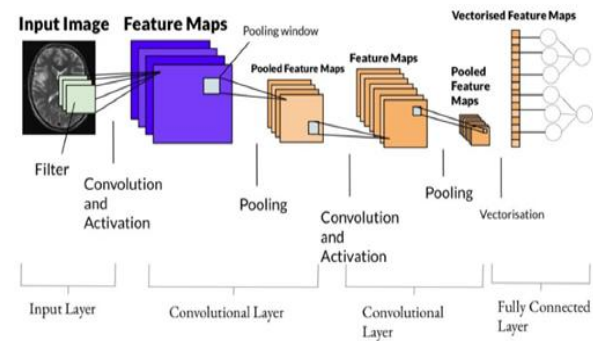 Input Image
Feature Maps
Pooling window
Pooled Feature Maps
Feature Maps
Vectorised Feature Maps
Pooled
Feature
Maps
Filter
Convolution
and
Activation
Pooling
Convolution
and
Activation
Pooling
Vectorisation
Input Layer
Convolutional Layer
Convolutional
Layer
Fully Connected
Layer